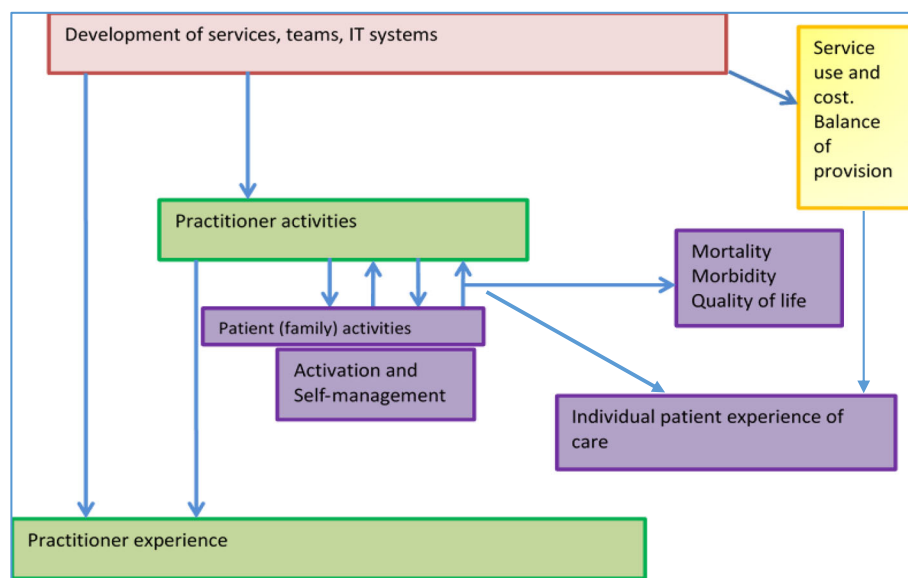 Development of services, teams, IT systems
Service
use and
cost.
Balance
of
provision
Practitioner activities
Mortality
Morbidity
Quality of life
Patient (family) activities
Activation and
Self-management
Individual patient experience of
care
Practitioner experience